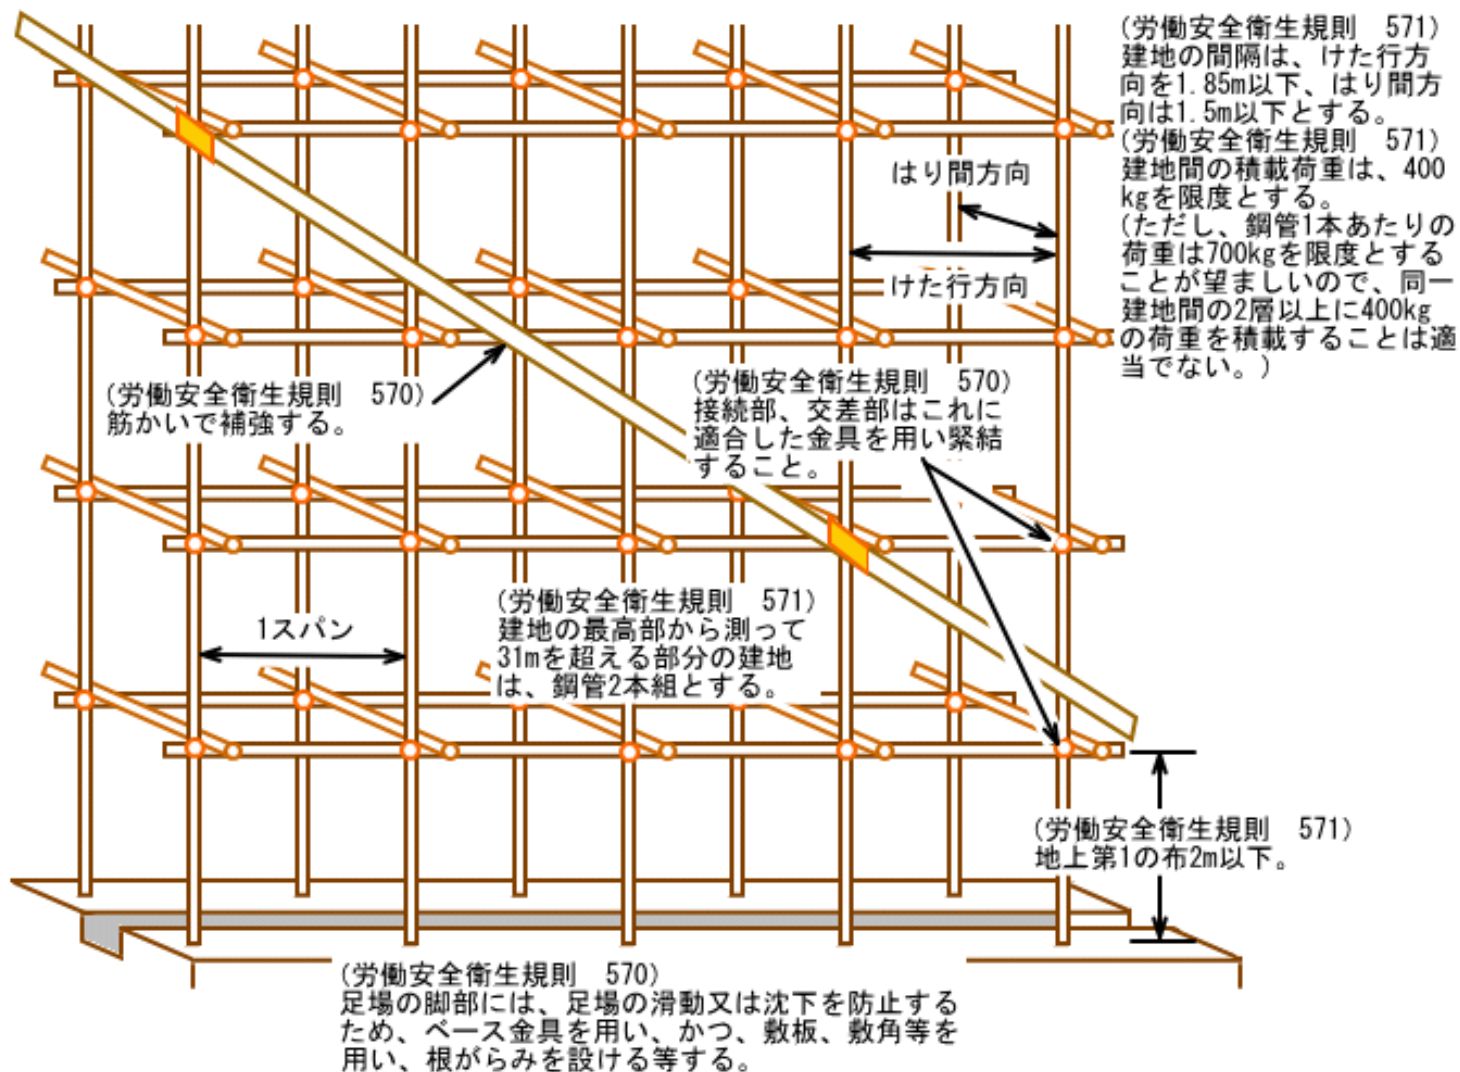 (労働安全衛生規則　571)
建地の間隔は、けた行方
向を1.85m以下、はり間方
向は1.5m以下とする。
(労働安全衛生規則　571)
建地間の積載荷重は、400
kgを限度とする。
(ただし、鋼管1本あたりの
荷重は700kgを限度とする
ことが望ましいので、同一
建地間の2層以上に400kg
の荷重を積載することは適
当でない。)
はり間方向
けた行方向
(労働安全衛生規則　570)
筋かいで補強する。
(労働安全衛生規則　570)
接続部、交差部はこれに
適合した金具を用い緊結
すること。
(労働安全衛生規則　571)
建地の最高部から測って
31mを超える部分の建地
は、鋼管2本組とする。
1スパン
(労働安全衛生規則　571)
地上第1の布2m以下。
(労働安全衛生規則　570)
足場の脚部には、足場の滑動又は沈下を防止する
ため、ベース金具を用い、かつ、敷板、敷角等を
用い、根がらみを設ける等する。